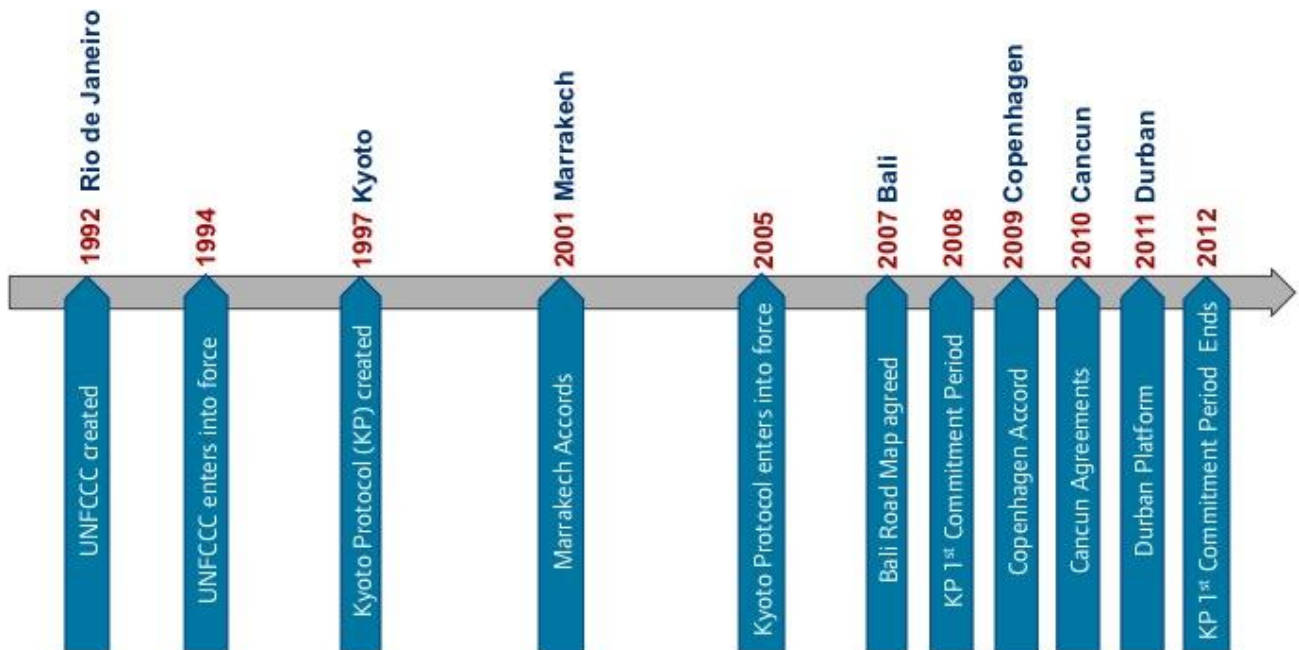 1992 Rio de Janeiro
UNFCCC created
1994
UNFCCC enters into force
1997 Kyoto
Kyoto Protocol (KP) created
2001 Marrakech
Marrakech Accords
2005
Kyoto Protocol enters into force
2007 Bali
Bali Road Map agreed
2008
KP 1st Commitment Period
2009 Copenhagen
Copenhagen Accord
2010 Cancun
Cancun Agreements
2011 Durban
Durban Platform
2012
KP 1st Commitment Period Ends